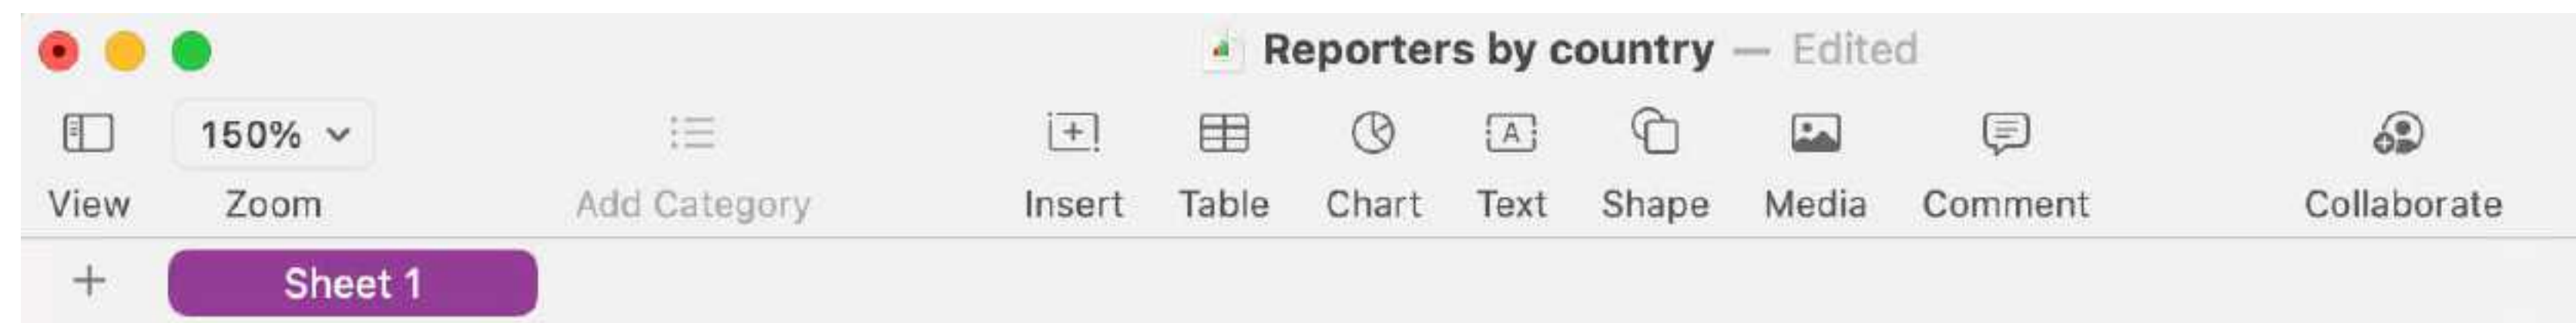 Reporters by country — Edited
150%
View Zoom Add Category Insert Table Chart Text Shape Media Comment Collaborate
+ Sheet 1